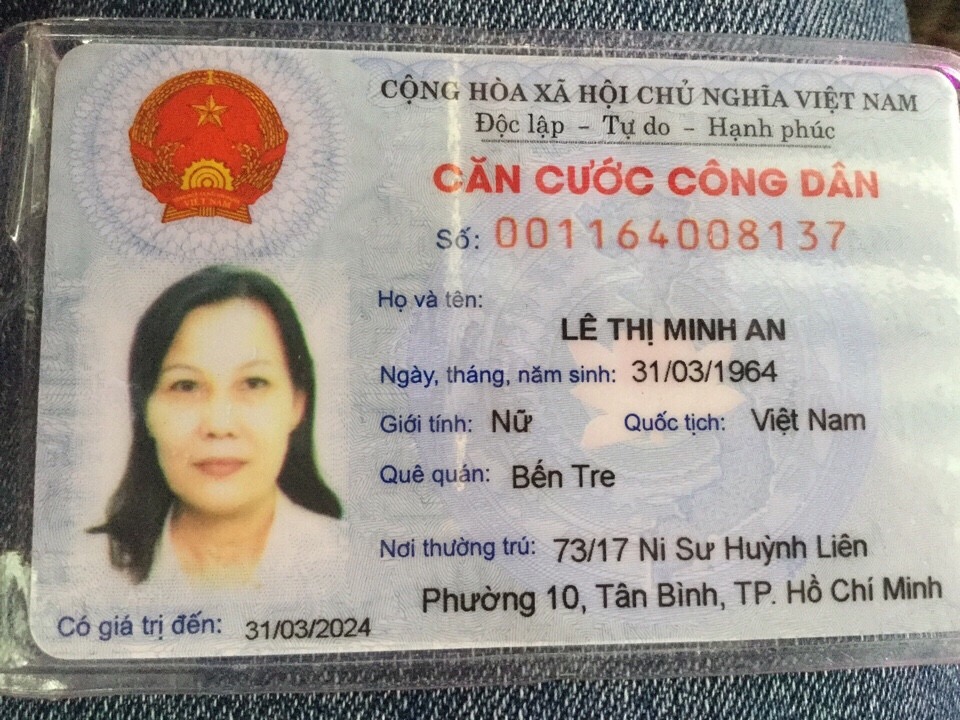 CỘNG HÒA XÃ HỘI CHỦ NGHĨA VIỆT NAM
Độc lập - Tự do - Hạnh phúc
CĂN CƯỚC CÔNG DÂN
Số: 001164008137
Họ và tên:
LÊ THỊ MINH AN
Ngày, tháng, năm sinh: 31/03/1964
Giới tính: Nữ Quốc tịch: Việt Nam
Quê quán: Bến Tre
Nơi thường trú: 73/17 Ni Sư Huỳnh Liên
Phường 10, Tân Bình, TP. Hồ Chí Minh
Có giá trị đến: 31/03/2024
VIỆT NAM